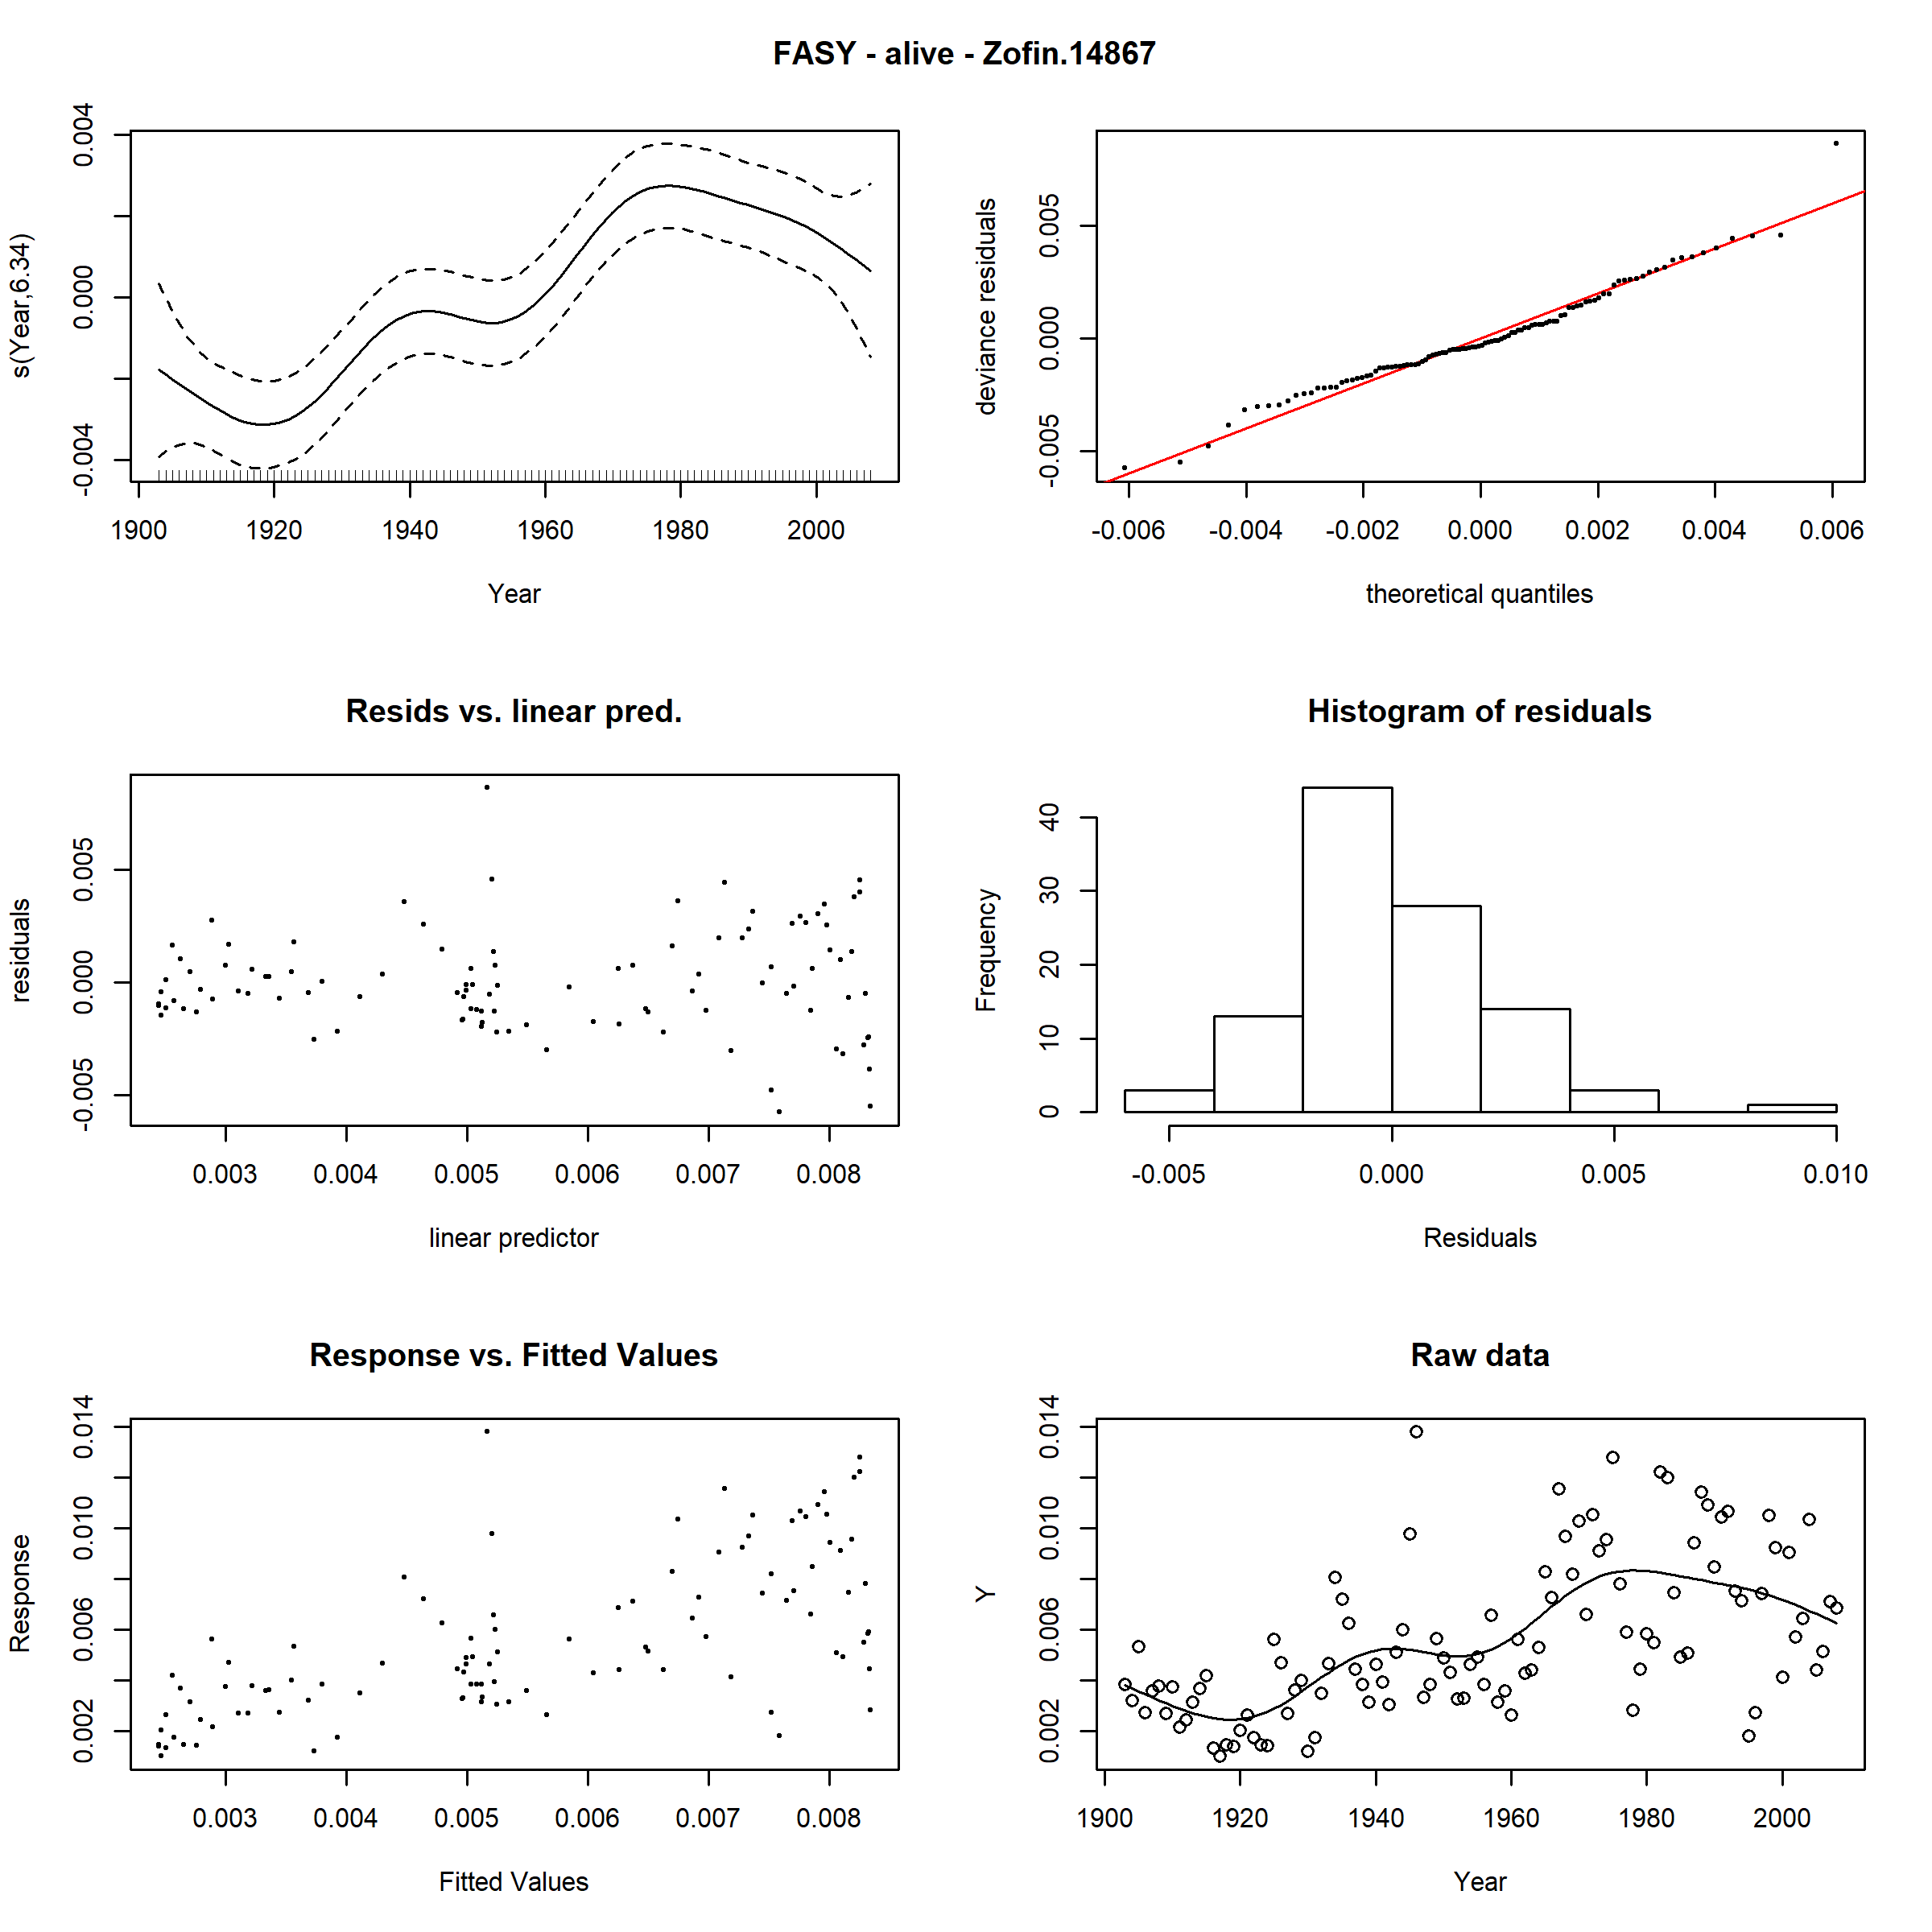 FASY - alive - Zofin.14867
s(Year,6.34)
-0.004 0.000 0.004
1900 1920 1940 1960 1980 2000
Year
deviance residuals
-0.005 0.000 0.005
-0.006 -0.004 -0.002 0.000 0.002 0.004 0.006
theoretical quantiles
Resids vs. linear pred.
residuals
-0.005 0.000 0.005
0.003 0.004 0.005 0.006 0.007 0.008
linear predictor
Histogram of residuals
Frequency
0 10 20 30 40
-0.005 0.000 0.005 0.010
Residuals
Response vs. Fitted Values
Response
0.002 0.006 0.010 0.014
0.003 0.004 0.005 0.006 0.007 0.008
Fitted Values
Raw data
Y
0.002 0.006 0.010 0.014
1900 1920 1940 1960 1980 2000
Year